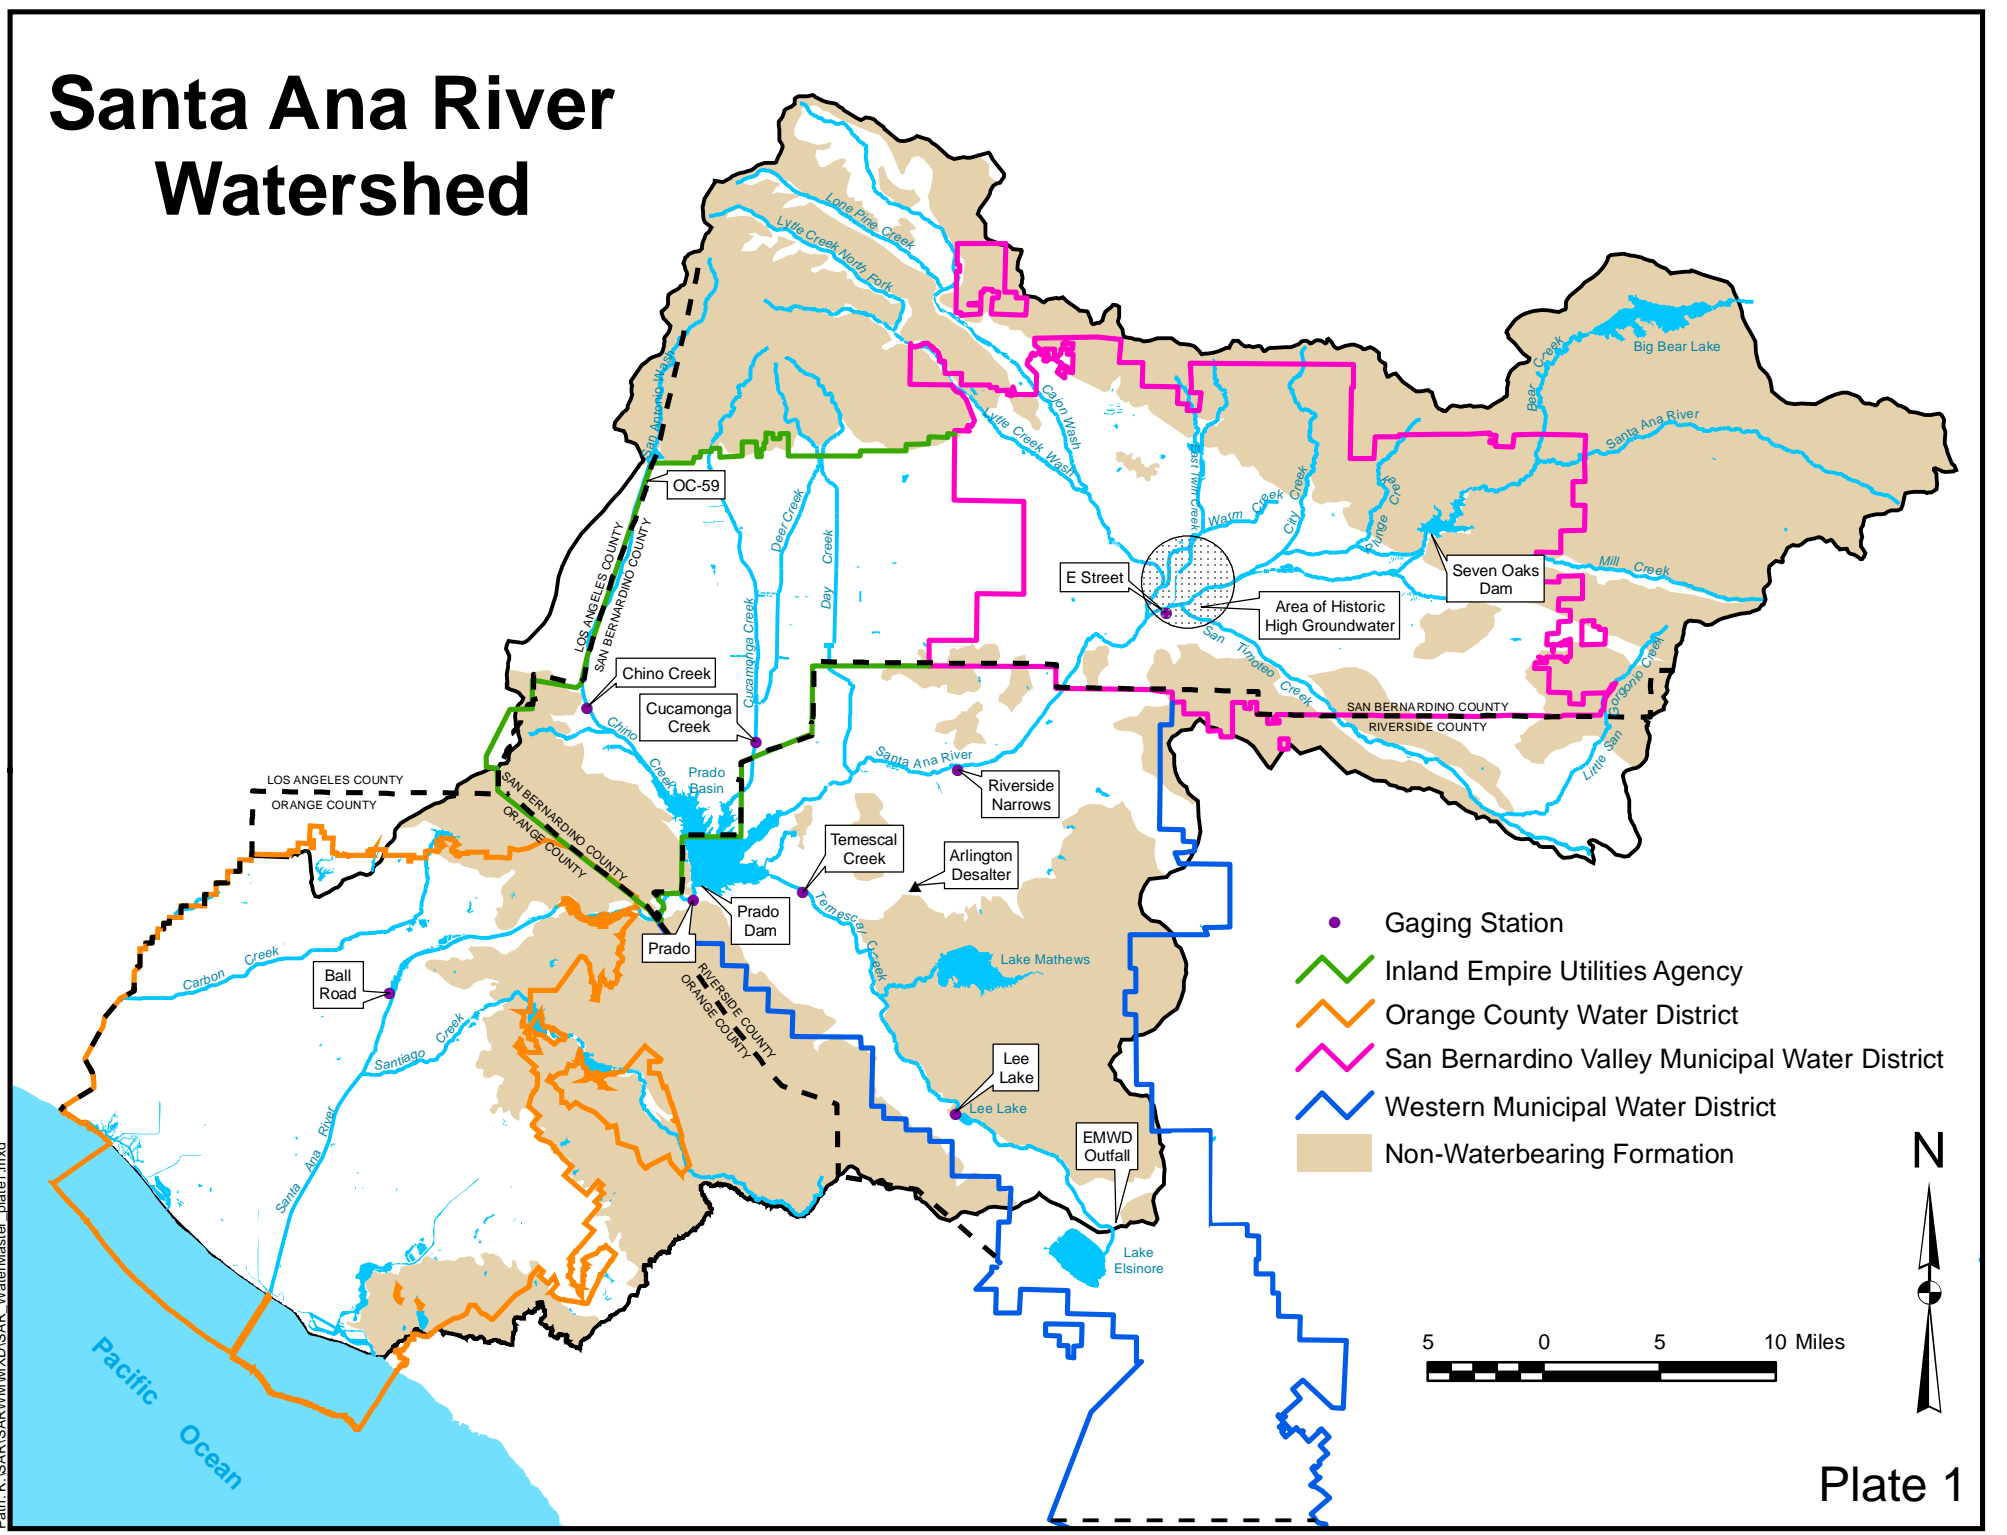 Santa Ana River
Watershed
Lone Pine Creek
Lytle Creek North Fork
San Antonio Wash
Cajon Wash
Lytle Creek Wash
East Twin Creek
Warm Creek
City Creek
Plunge Creek
Bear Creek
Big Bear Lake
Santa Ana River
Mill Creek
OC-59
LOS ANGELES COUNTY
SAN BERNARDINO COUNTY
Deer Creek
Day Creek
Cucamonga Creek
E Street
Seven Oaks
Dam
Area of Historic
High Groundwater
San Timoteo Creek
Little San Gorgonio Creek
Chino Creek
Cucamonga
Creek
Chino Creek
Prado
Basin
SAN BERNARDINO COUNTY
RIVERSIDE COUNTY
Santa Ana River
Riverside
Narrows
LOS ANGELES COUNTY
ORANGE COUNTY
SAN BERNARDINO COUNTY
ORANGE COUNTY
Temescal
Creek
Arlington
Desalter
Temescal Creek
Prado
Dam
Prado
RIVERSIDE COUNTY
ORANGE COUNTY
Lake Mathews
Carbon Creek
Ball
Road
Santiago Creek
Santa Ana River
Lee
Lake
Lee Lake
EMWD
Outfall
Lake
Elsinore
Pacific Ocean
Gaging Station
Inland Empire Utilities Agency
Orange County Water District
San Bernardino Valley Municipal Water District
Western Municipal Water District
Non-Waterbearing Formation
N
5 0 5 10 Miles
Plate 1